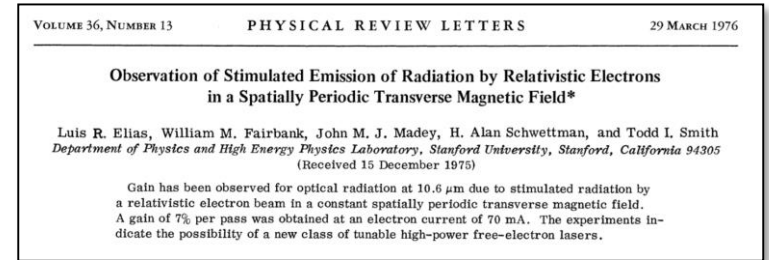 VOLUME 36, NUMBER 13 PHYSICAL REVIEW LETTERS 29 MARCH 1976
Observation of Stimulated Emission of Radiation by Relativistic Electrons
in a Spatially Periodic Transverse Magnetic Field*
Luis R. Elias, William M. Fairbank, John M. J. Madey, H. Alan Schwettman, and Todd I. Smith
Department of Physics and High Energy Physics Laboratory, Stanford University, Stanford, California 94305
(Received 15 December 1975)
Gain has been observed for optical radiation at 10.6 μm due to stimulated radiation by
a relativistic electron beam in a constant spatially periodic transverse magnetic field.
A gain of 7% per pass was obtained at an electron current of 70 mA. The experiments in-
dicate the possibility of a new class of tunable high-power free-electron lasers.